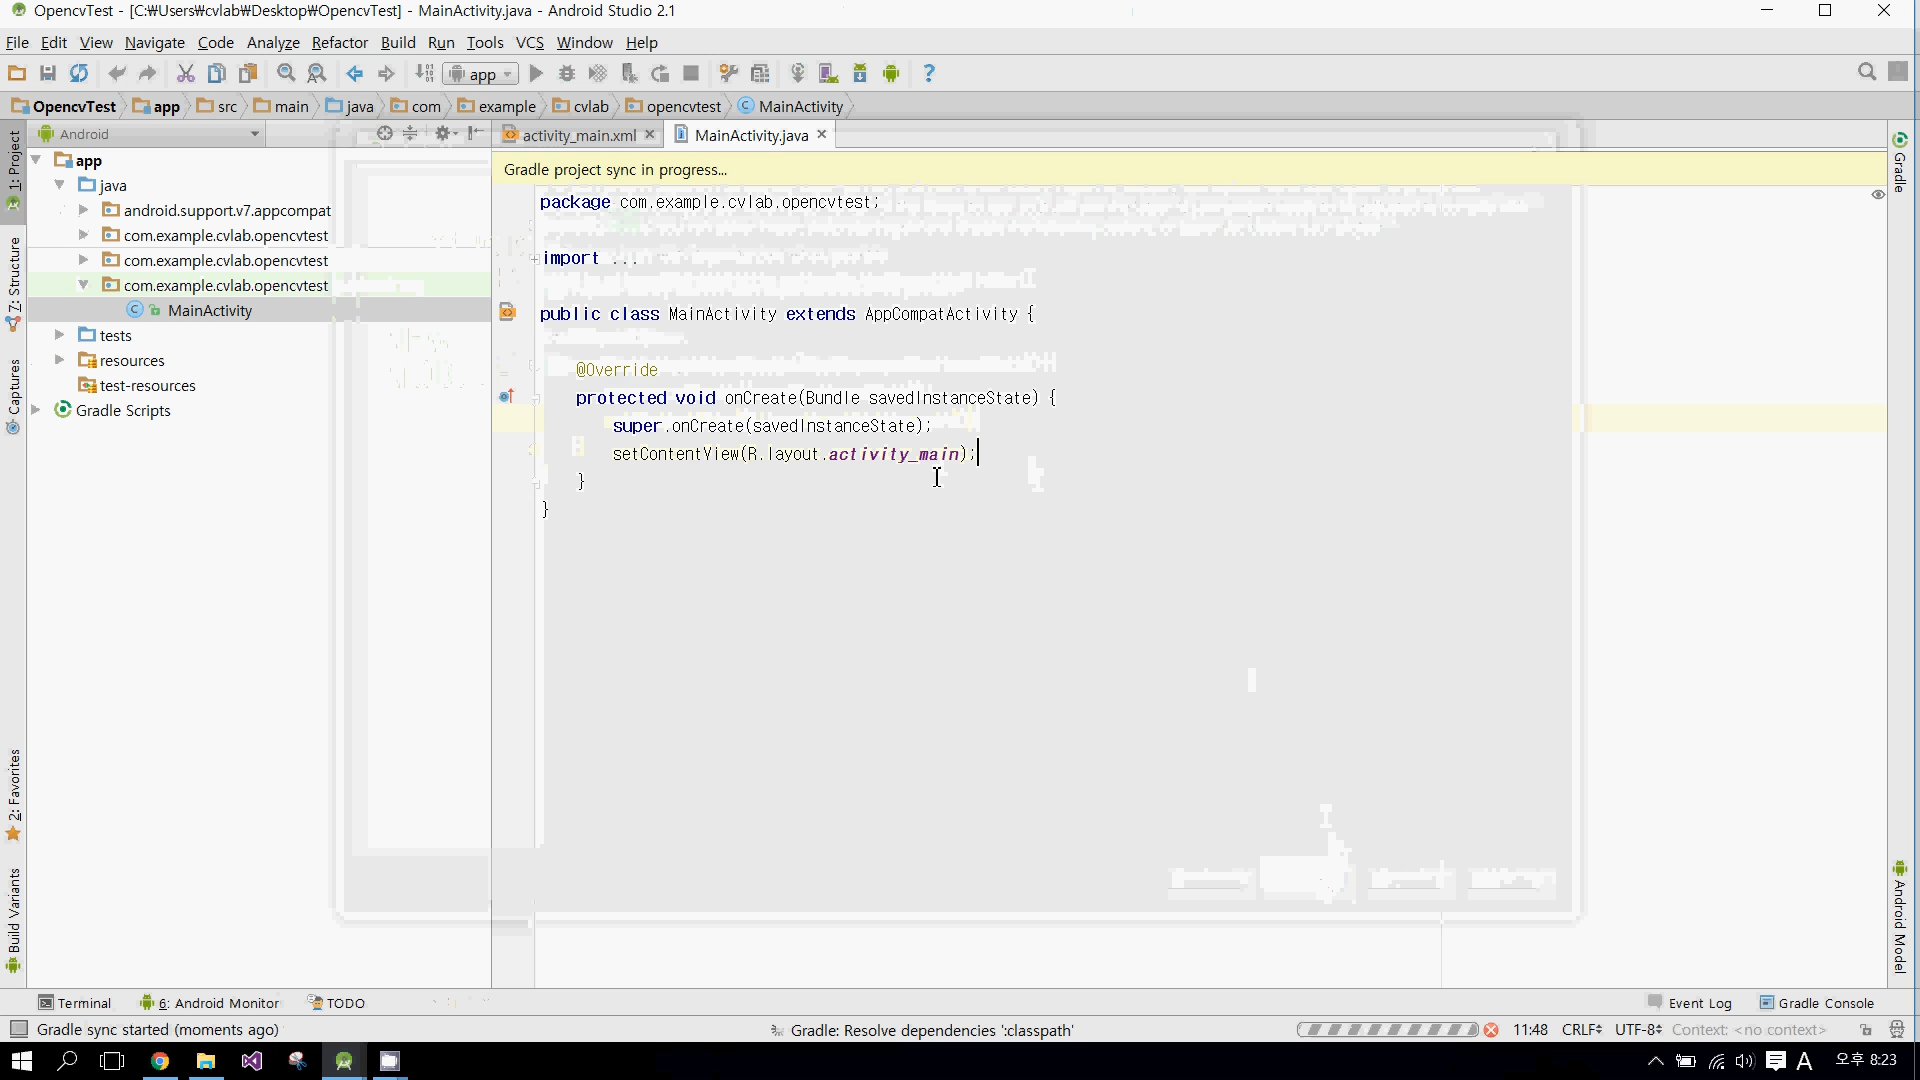 OpencvTest - [C:₩Users₩cvlab₩Desktop₩OpencvTest] - MainActivity.java - Android Studio 2.1
File Edit View Navigate Code Analyze Refactor Build Run Tools VCS Window Help
app
OpencvTest app src main java com example cvlab opencvtest MainActivity
1: Project
Z: Structure
Captures
2: Favorites
Build Variants
Android
app
java
android.support.v7.appcompat
com.example.cvlab.opencvtest
com.example.cvlab.opencvtest
com.example.cvlab.opencvtest
MainActivity
tests
resources
test-resources
Gradle Scripts
activity_main.xml MainActivity.java
Gradle project sync in progress...
package com.example.cvlab.opencvtest;
import ...
public class MainActivity extends AppCompatActivity {
@Override
protected void onCreate(Bundle savedInstanceState) {
super.onCreate(savedInstanceState);
setContentView(R.layout.activity_main);
}
}
Gradle
Android Model
Terminal 6: Android Monitor TODO Event Log Gradle Console
Gradle sync started (moments ago) Gradle: Resolve dependencies ':classpath' 11:48 CRLF UTF-8 Context: <no context>
A 오후 8:23